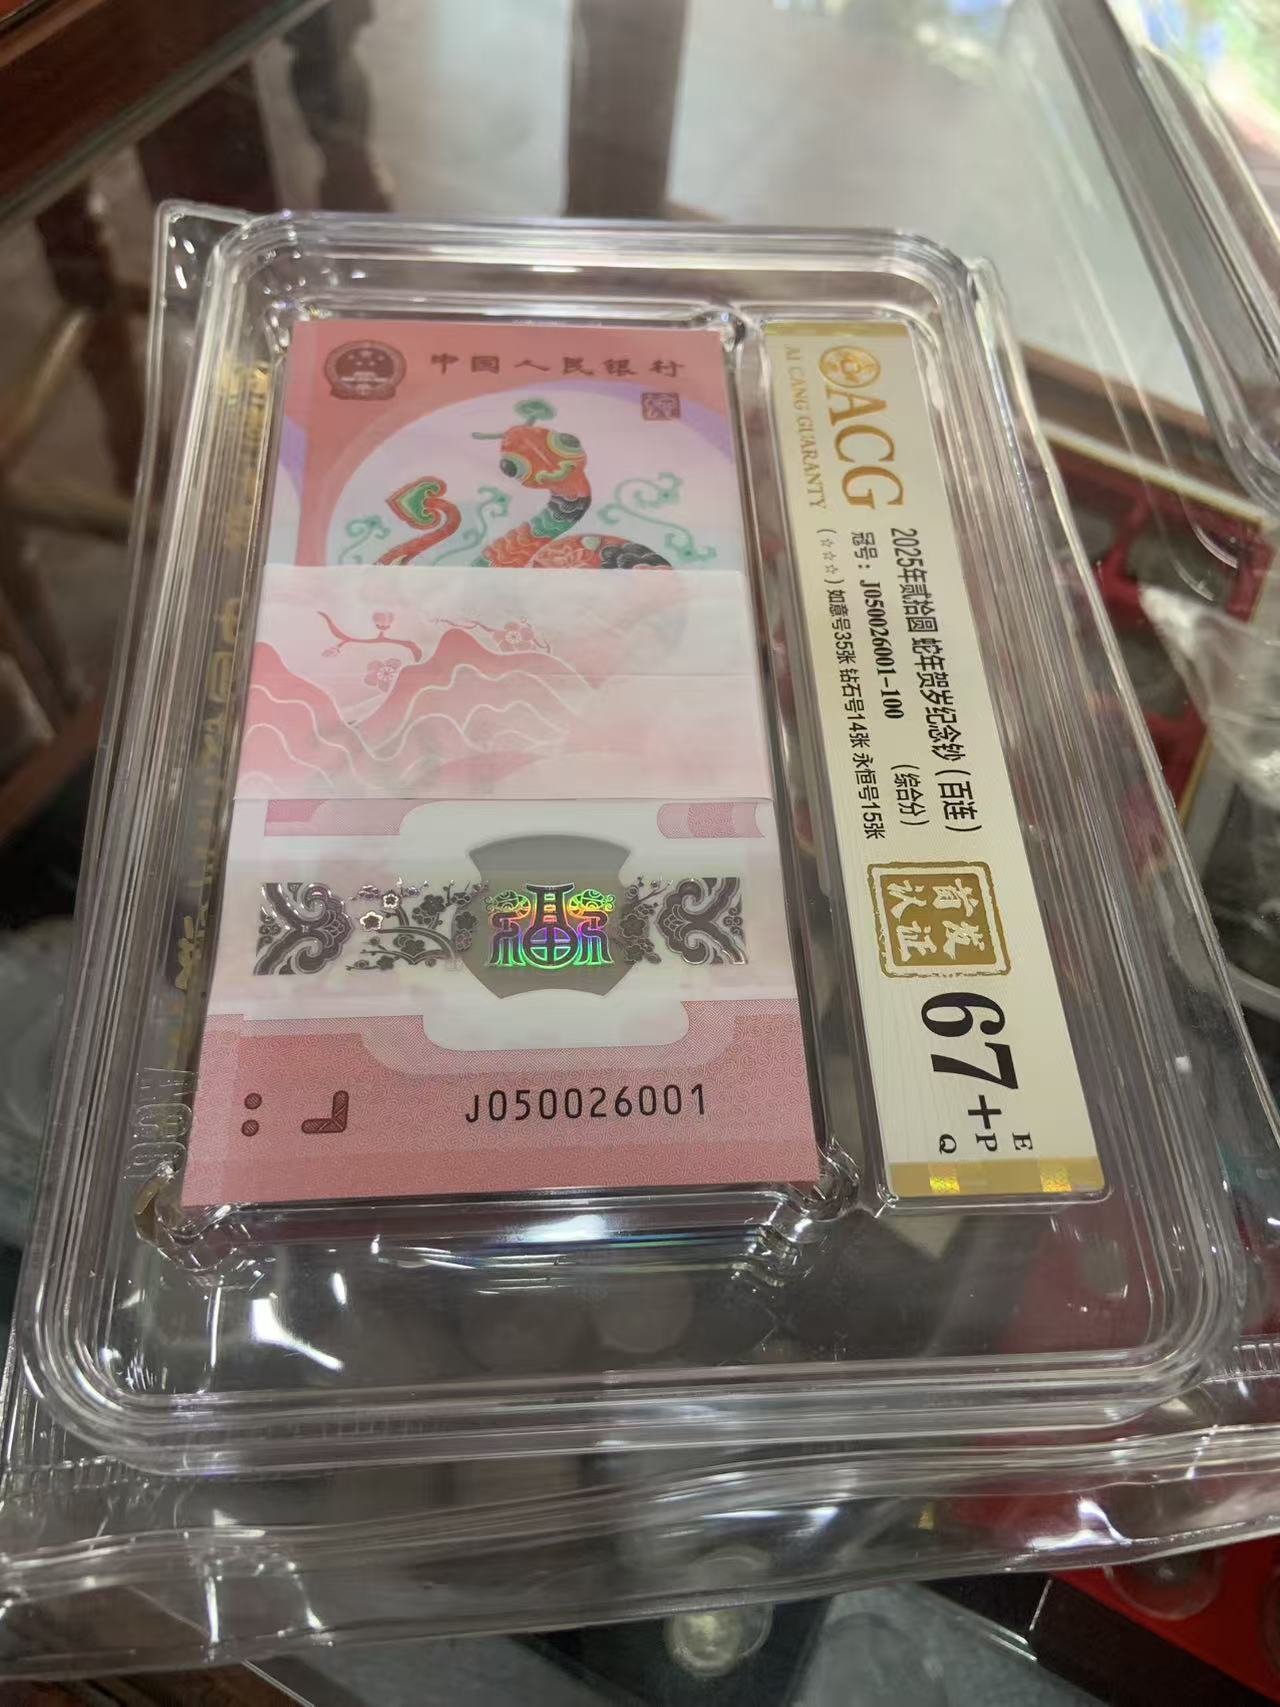 中国人民银行
J050026001
ACG
AI CANG GUARANTY
2025年贰拾圆 蛇年贺岁纪念钞（百连）
冠号：J050026001-100 （综合分）
（☆☆☆）如意号35张 钻石号14张 永恒号15张
首发
认证
67+
E
P
Q
ACG